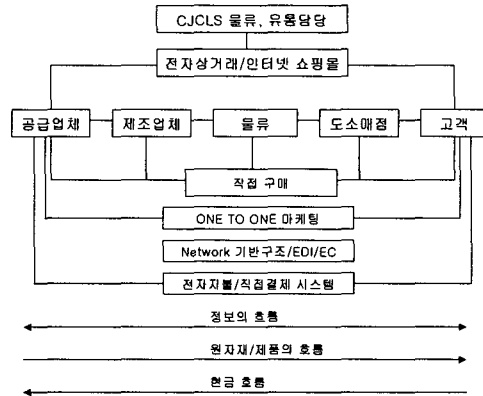 CJCLS 물류, 유통담당
전자상거래/인터넷 쇼핑몰
공급업체 제조업체 물류 도소매점 고객
직접 구매
ONE TO ONE 마케팅
Network 기반구조/EDI/EC
전자지불/직접결제 시스템
정보의 흐름
원자재/제품의 흐름
현금 흐름